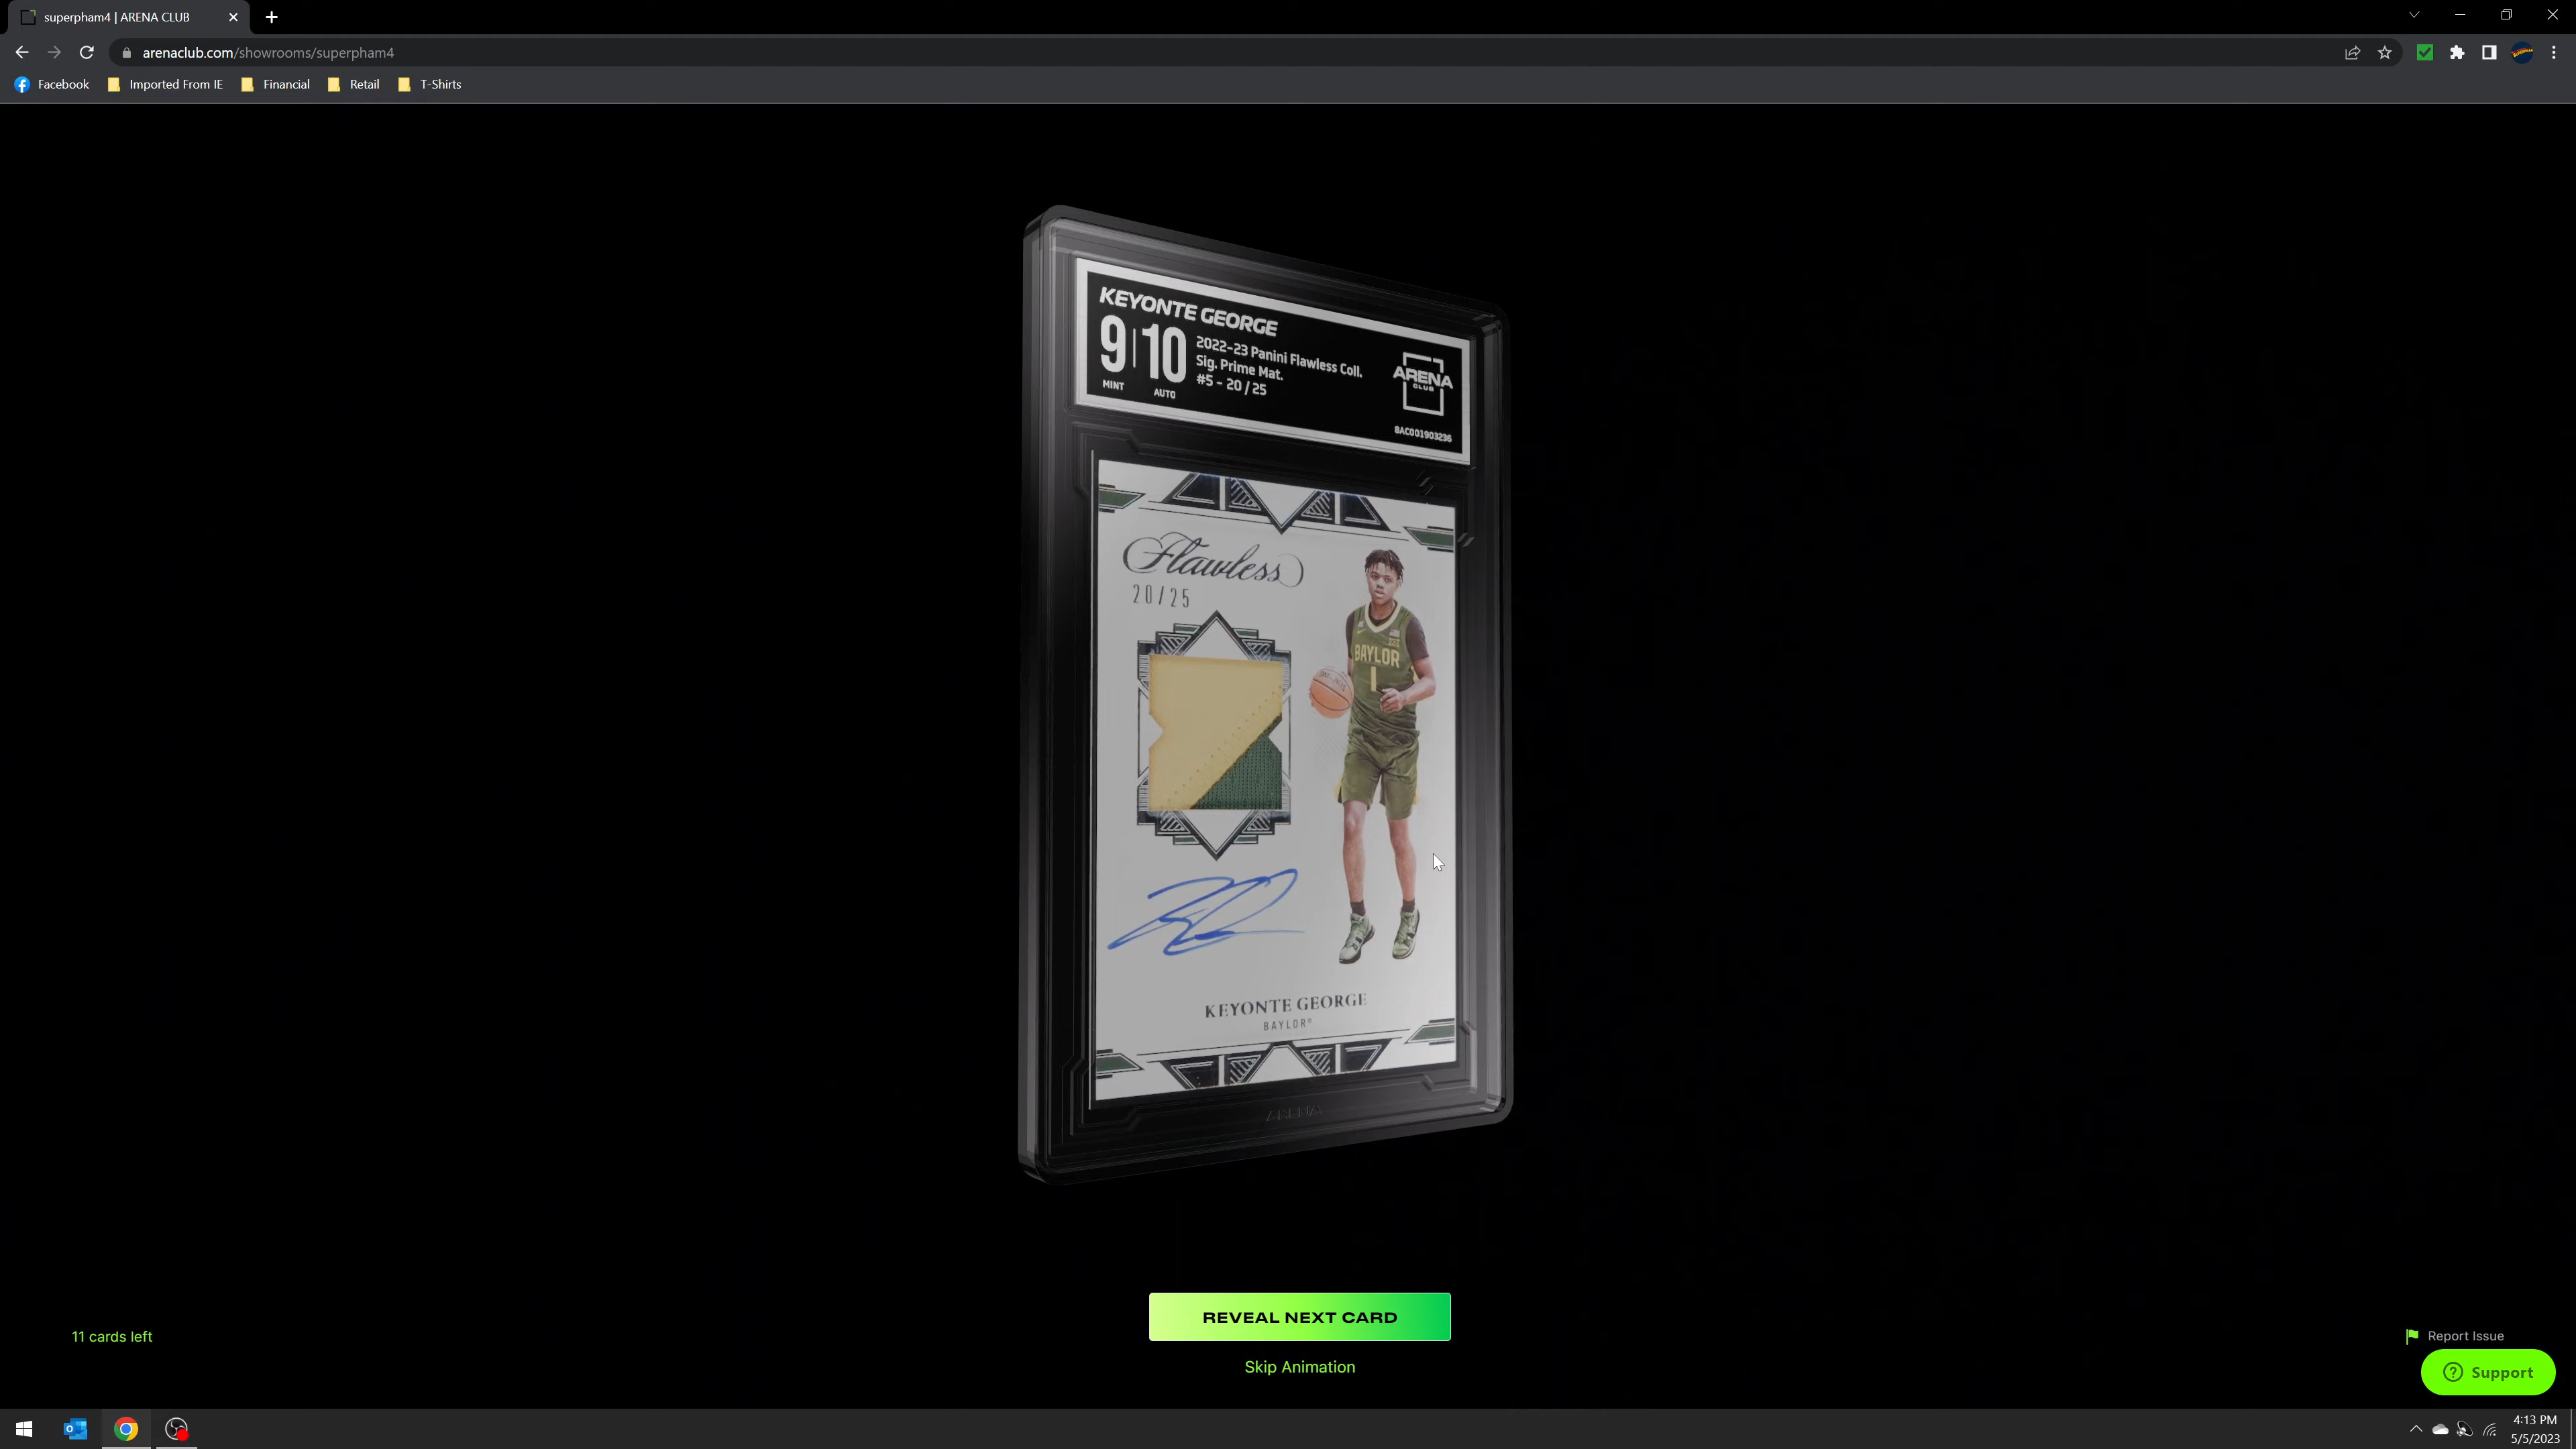 superpham4 | ARENA CLUB
arenaclub.com/showrooms/superpham4
Facebook
Imported From IE
Financial
Retail
T-Shirts
KEYONTE GEORGE
9 | 10
MINT
AUTO
2022-23 Panini Flawless Coll.
Sig. Prime Mat.
#5 - 20 / 25
ARENA
CLUB
8AC001903236
Flawless
20/25
BAYLOR
1
KEYONTE GEORGE
BAYLOR®
ARENA
REVEAL NEXT CARD
11 cards left
Skip Animation
Report Issue
Support
4:13 PM
5/5/2023